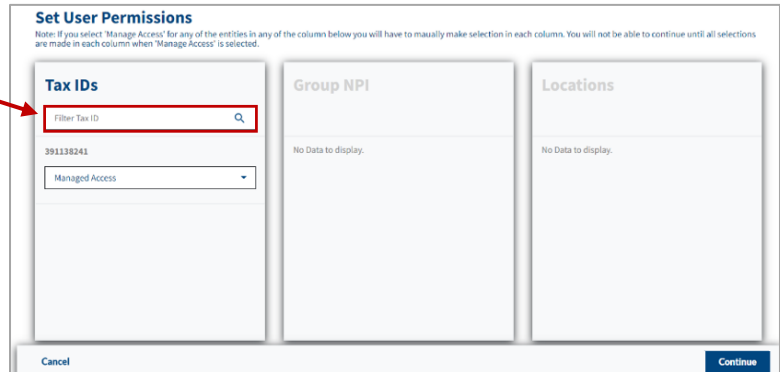 Set User Permissions
Note: If you select 'Manage Access' for any of the entities in any of the column below you will have to maually make selection in each column. You will not be able to continue until all selections
are made in each column when 'Manage Access' is selected.
Tax IDs
Filter Tax ID
391138241
Managed Access
Group NPI
No Data to display.
Locations
No Data to display.
Cancel
Continue